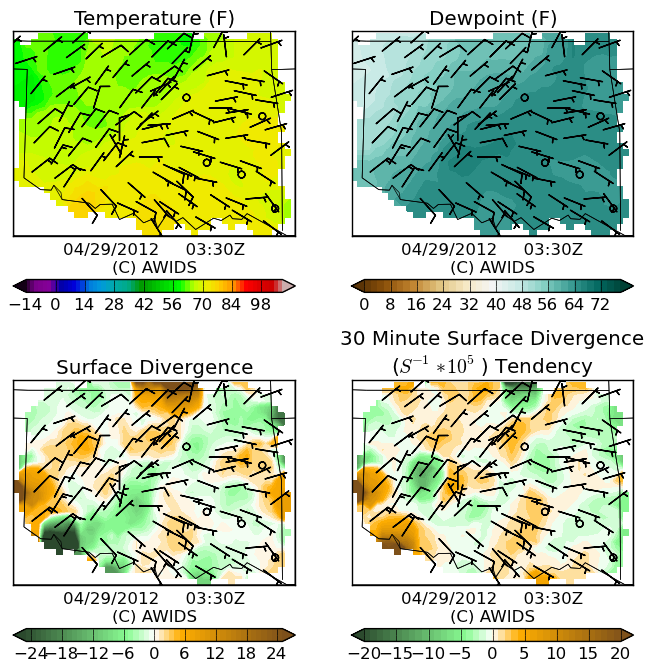 Temperature (F)
Dewpoint (F)
04/29/2012 03:30Z
(C) AWIDS
−14 0 14 28 42 56 70 84 98
04/29/2012 03:30Z
(C) AWIDS
0 8 16 24 32 40 48 56 64 72
Surface Divergence
30 Minute Surface Divergence
(S⁻¹ *10⁵ ) Tendency
04/29/2012 03:30Z
(C) AWIDS
−24 −18 −12 −6 0 6 12 18 24
04/29/2012 03:30Z
(C) AWIDS
−20 −15 −10 −5 0 5 10 15 20